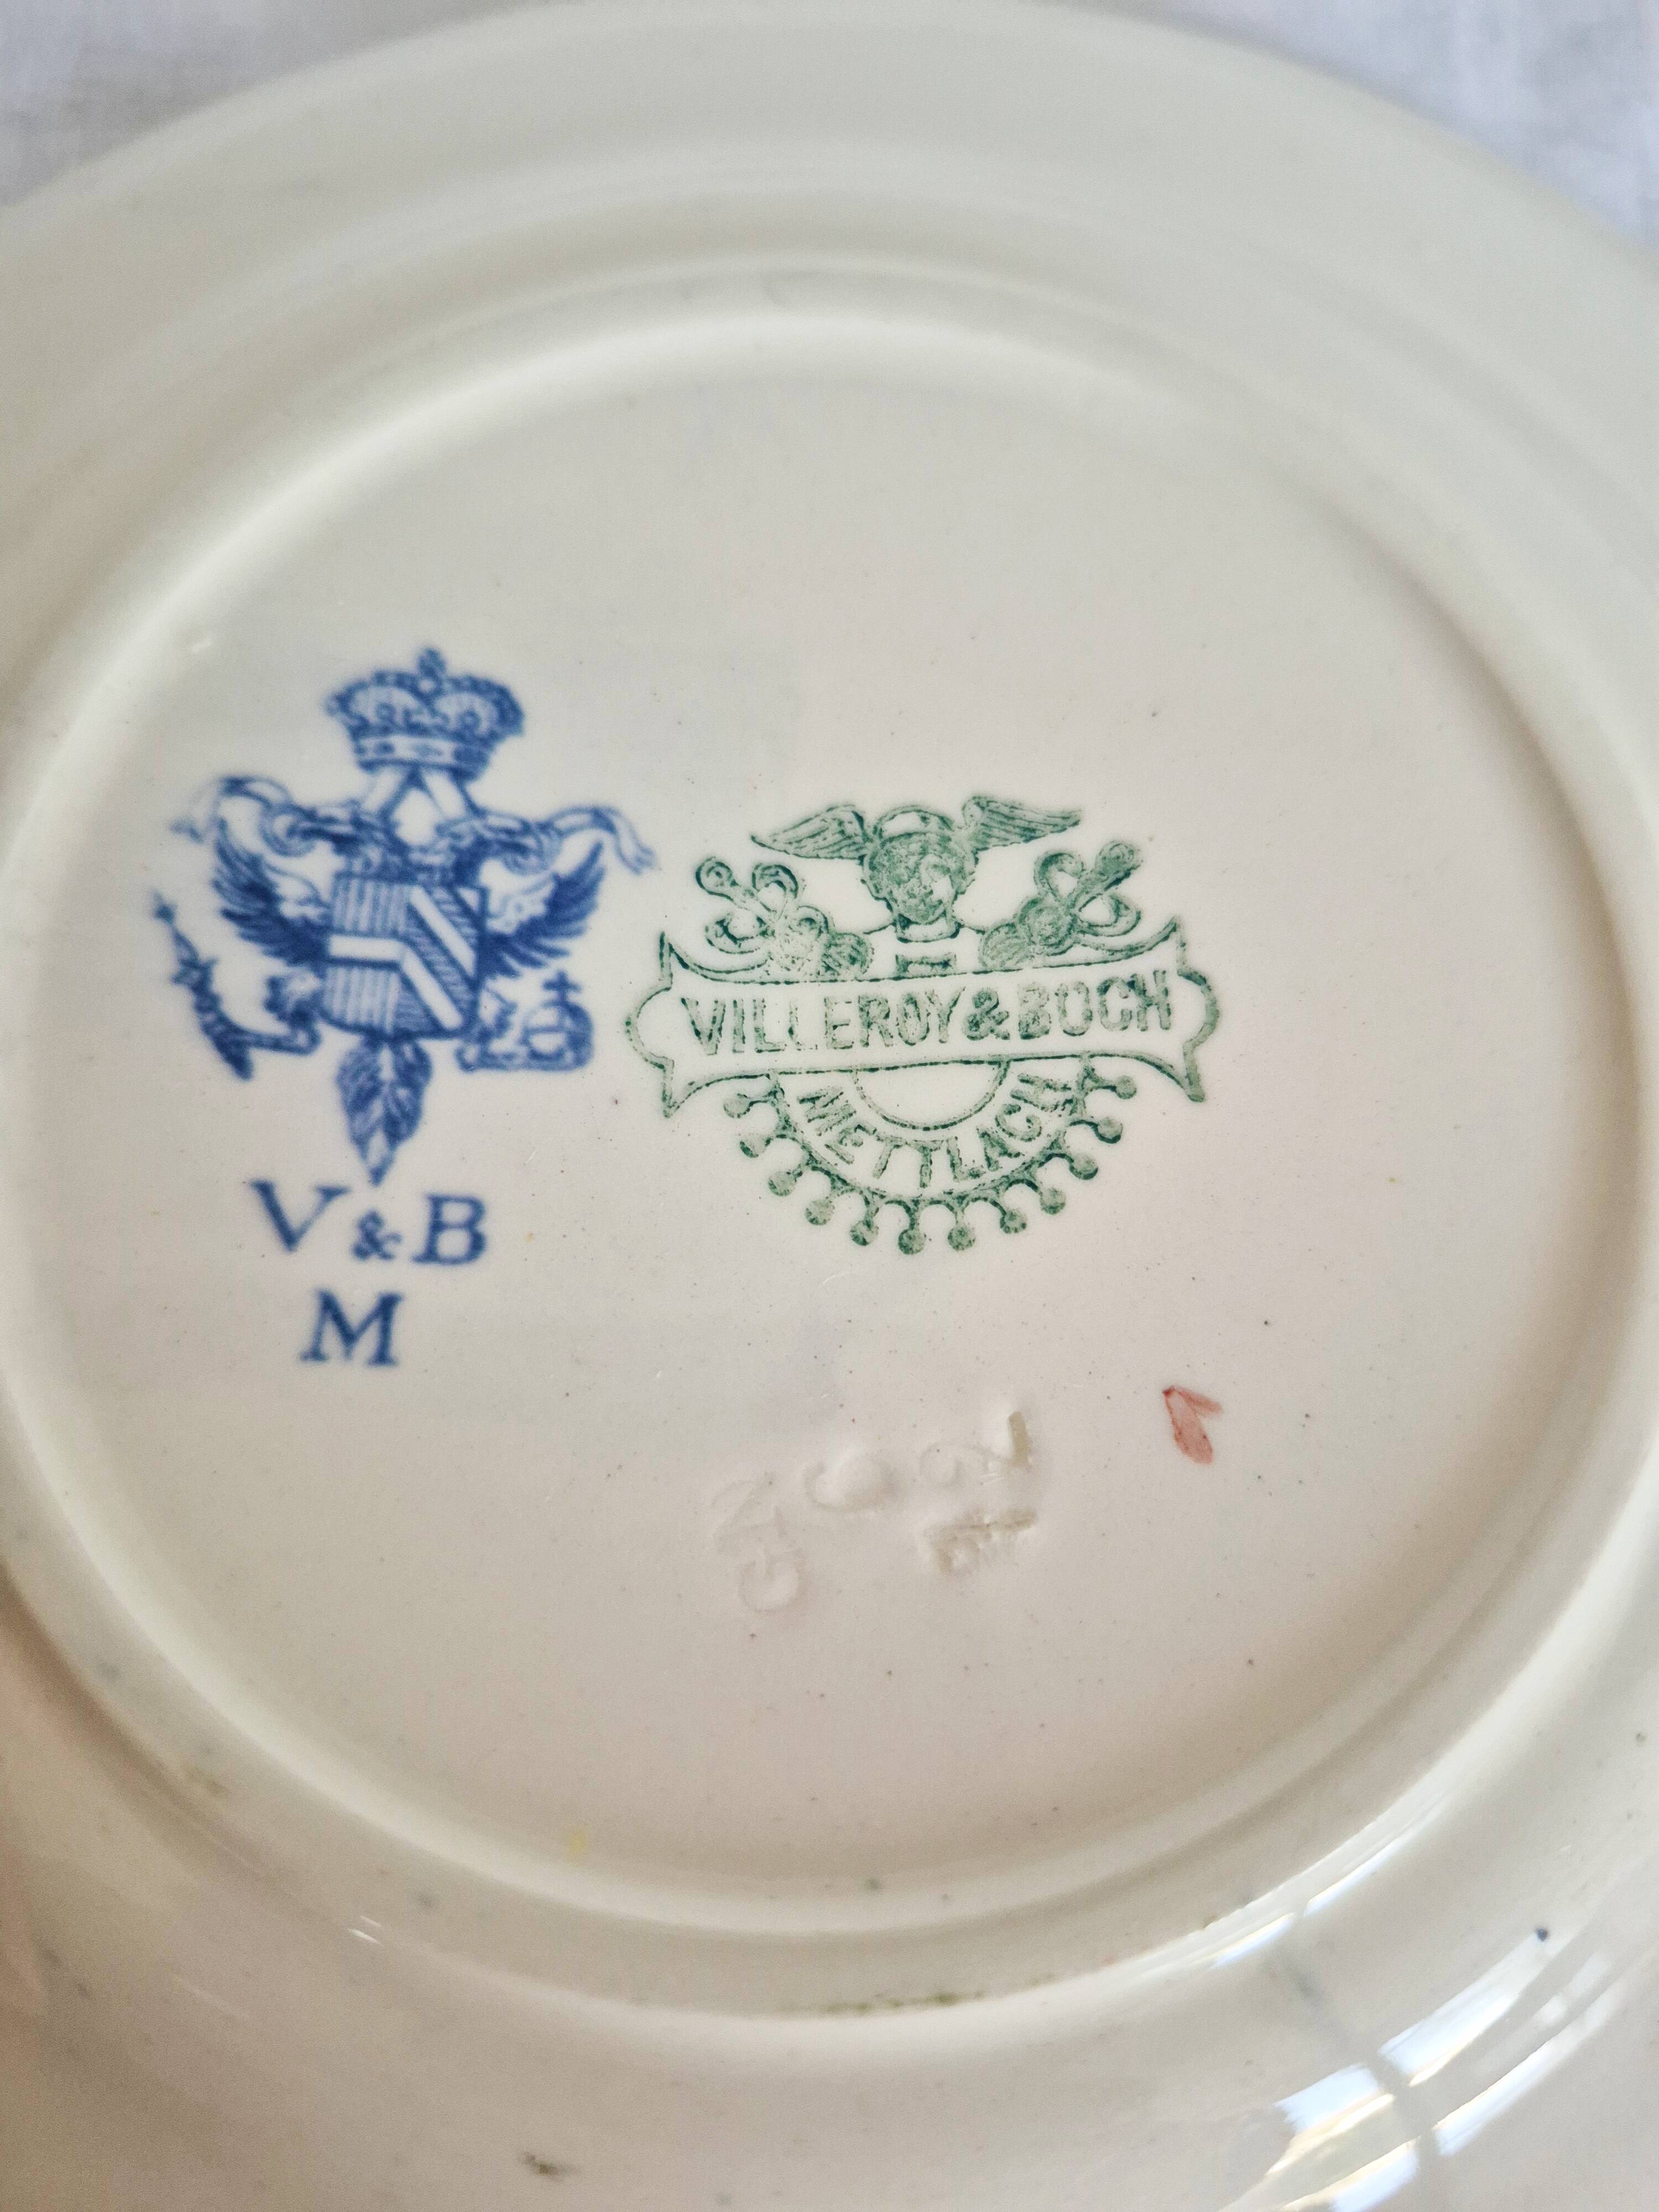 V & B
M
VILLEROY & BOCH
METTLACH